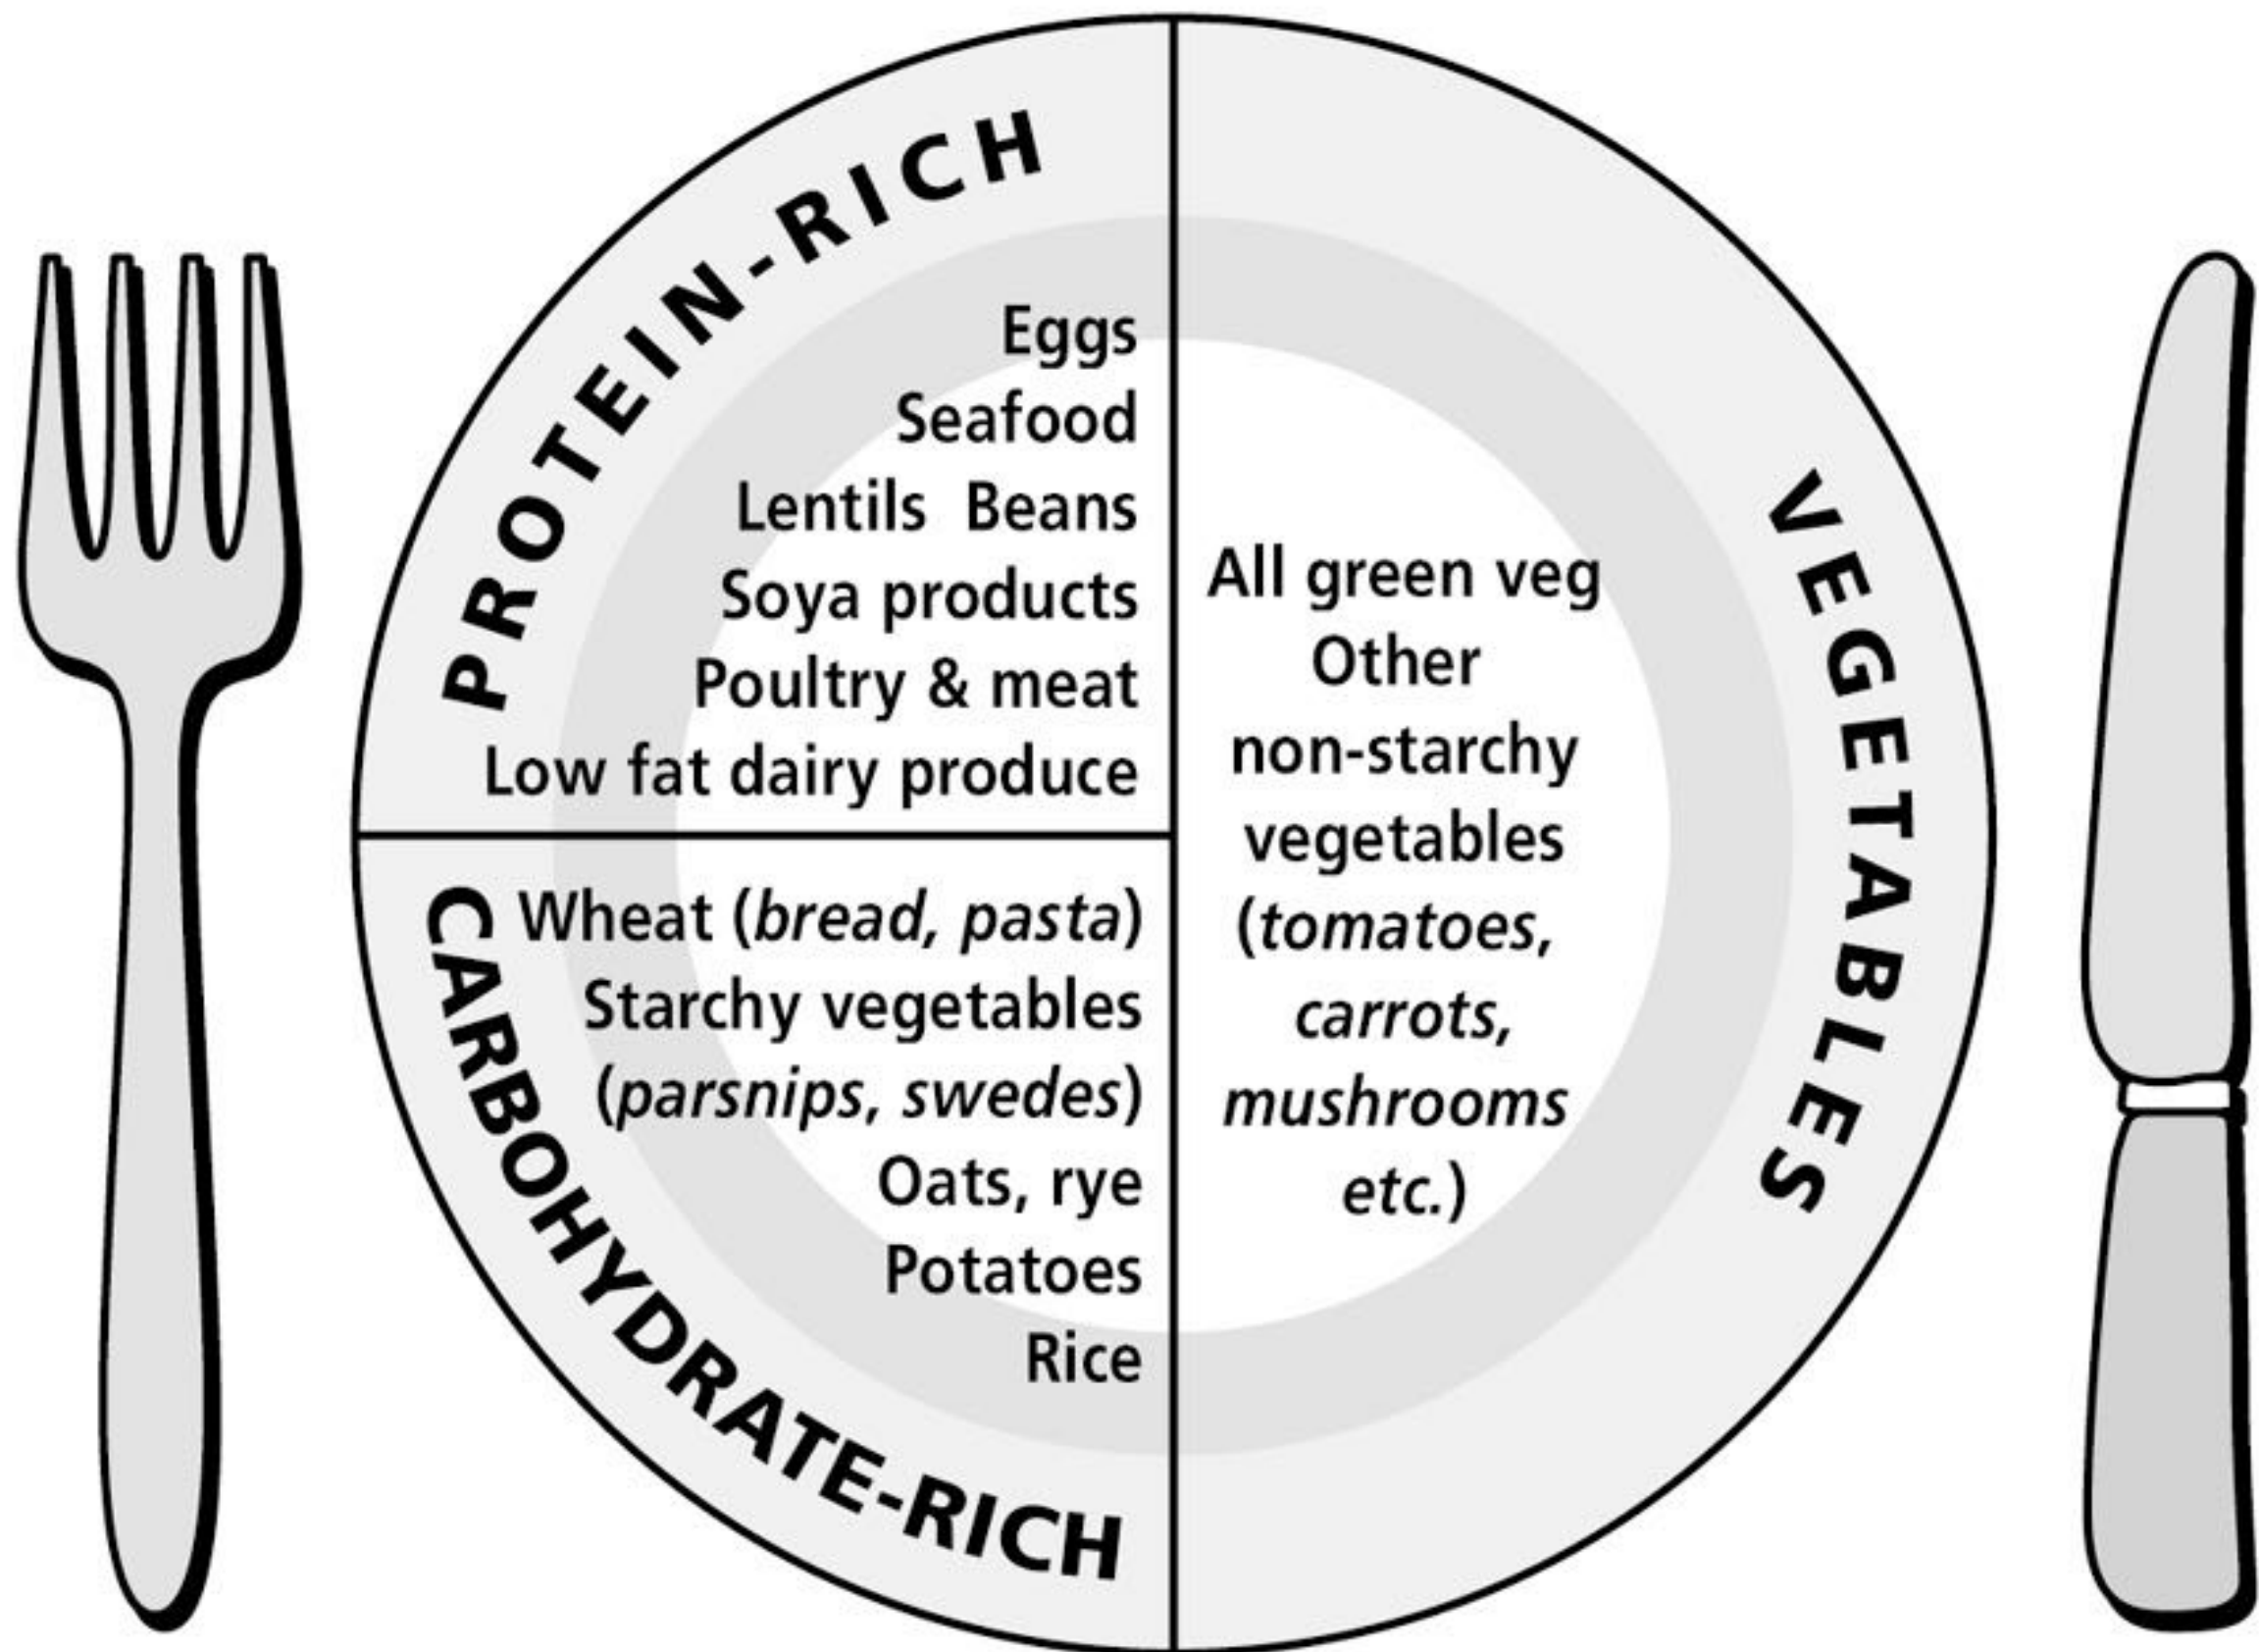 PROTEIN-RICH
Eggs
Seafood
Lentils Beans
Soya products
Poultry & meat
Low fat dairy produce
CARBOHYDRATE-RICH
Wheat (bread, pasta)
Starchy vegetables
(parsnips, swedes)
Oats, rye
Potatoes
Rice
VEGETABLES
All green veg
Other
non-starchy
vegetables
(tomatoes,
carrots,
mushrooms
etc.)